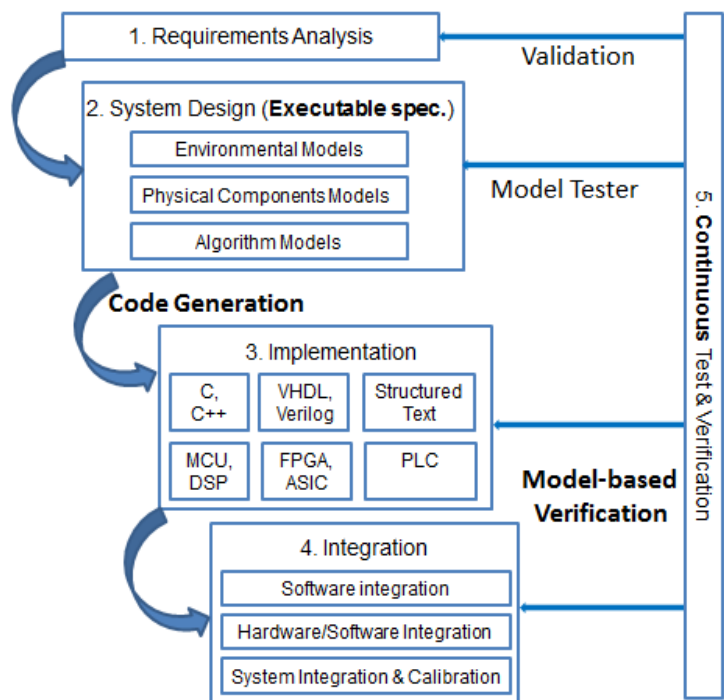 1. Requirements Analysis
Validation
2. System Design (Executable spec.)
Environmental Models
Physical Components Models
Algorithm Models
Model Tester
Code Generation
3. Implementation
C,
C++
VHDL,
Verilog
Structured
Text
MCU,
DSP
FPGA,
ASIC
PLC
Model-based
Verification
4. Integration
Software integration
Hardware/Software Integration
System Integration & Calibration
5. Continuous Test & Verification